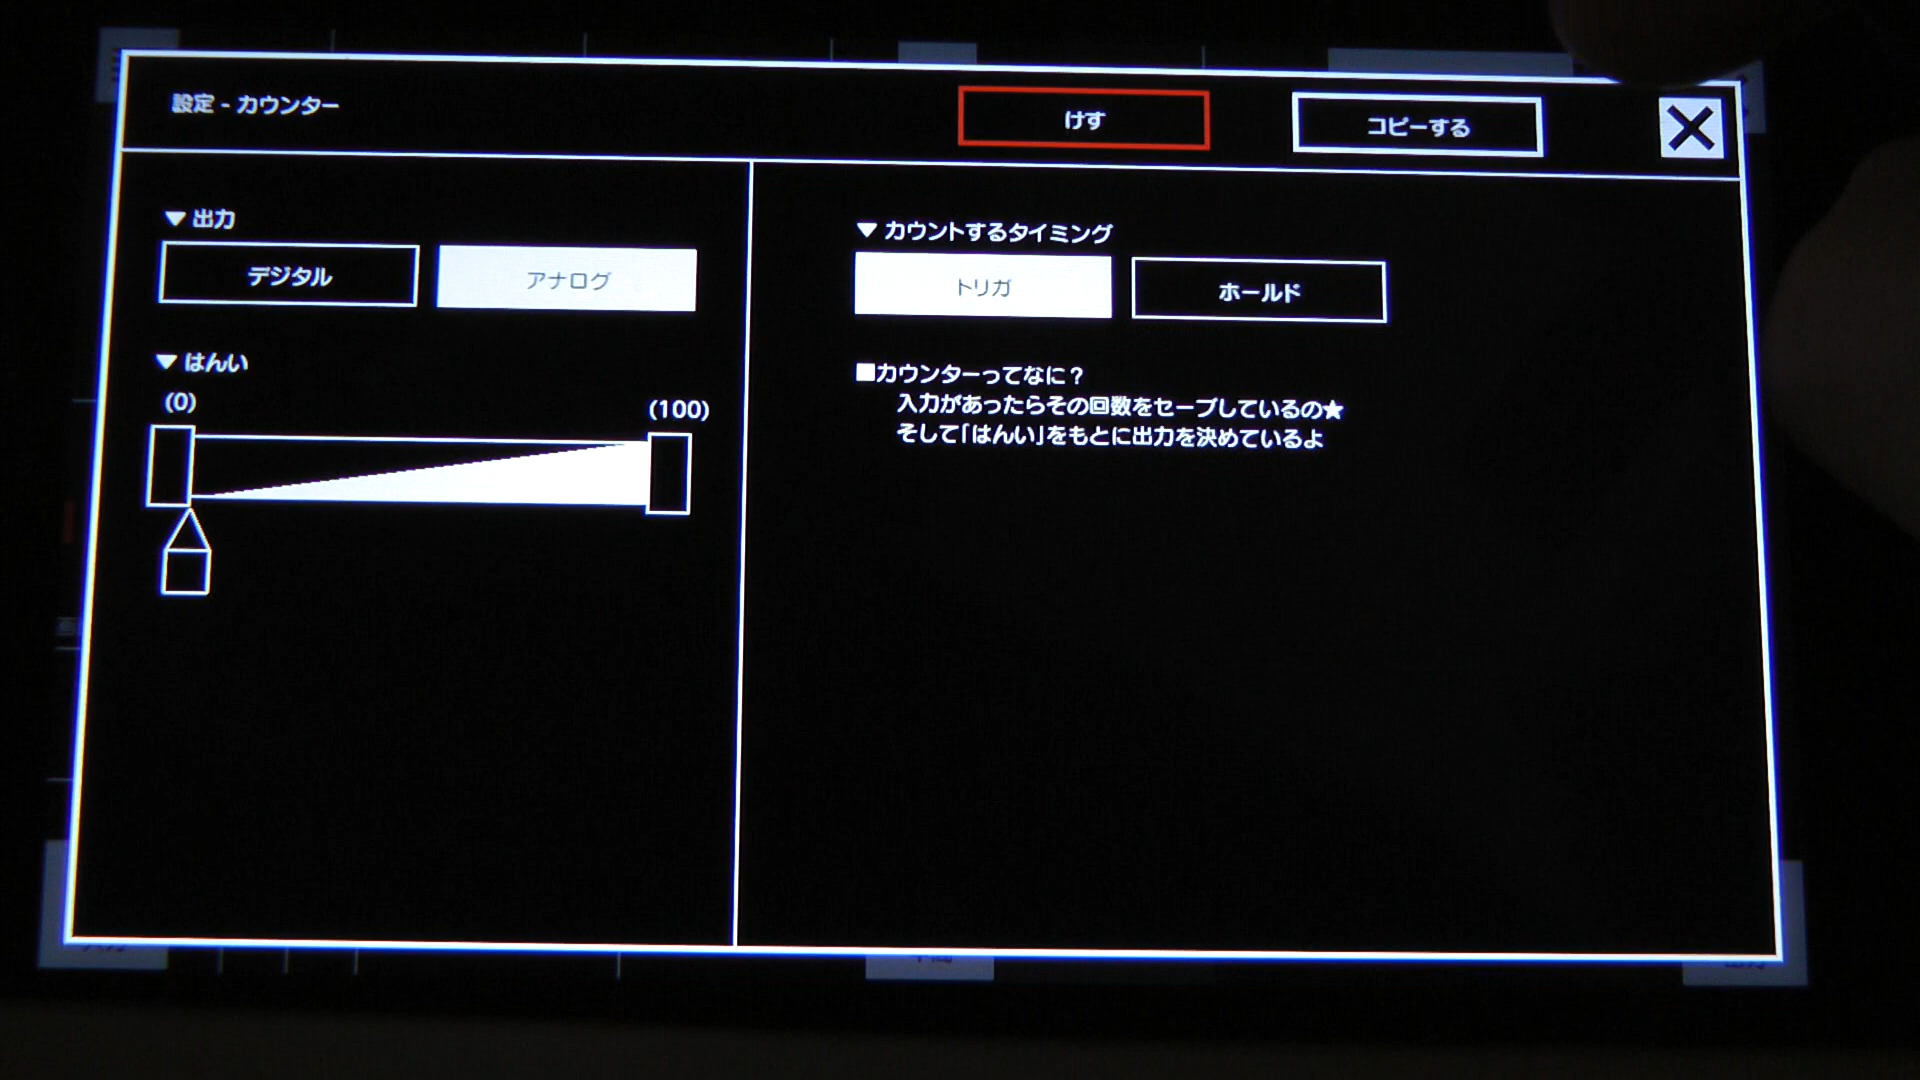 設定 - カウンター
けす
コピーする
▼出力
デジタル
アナログ
▼はんい
(0)
(100)
▼カウントするタイミング
トリガ
ホールド
■カウンターってなに？
入力があったらその回数をセーブしているの★
そして「はんい」をもとに出力を決めているよ